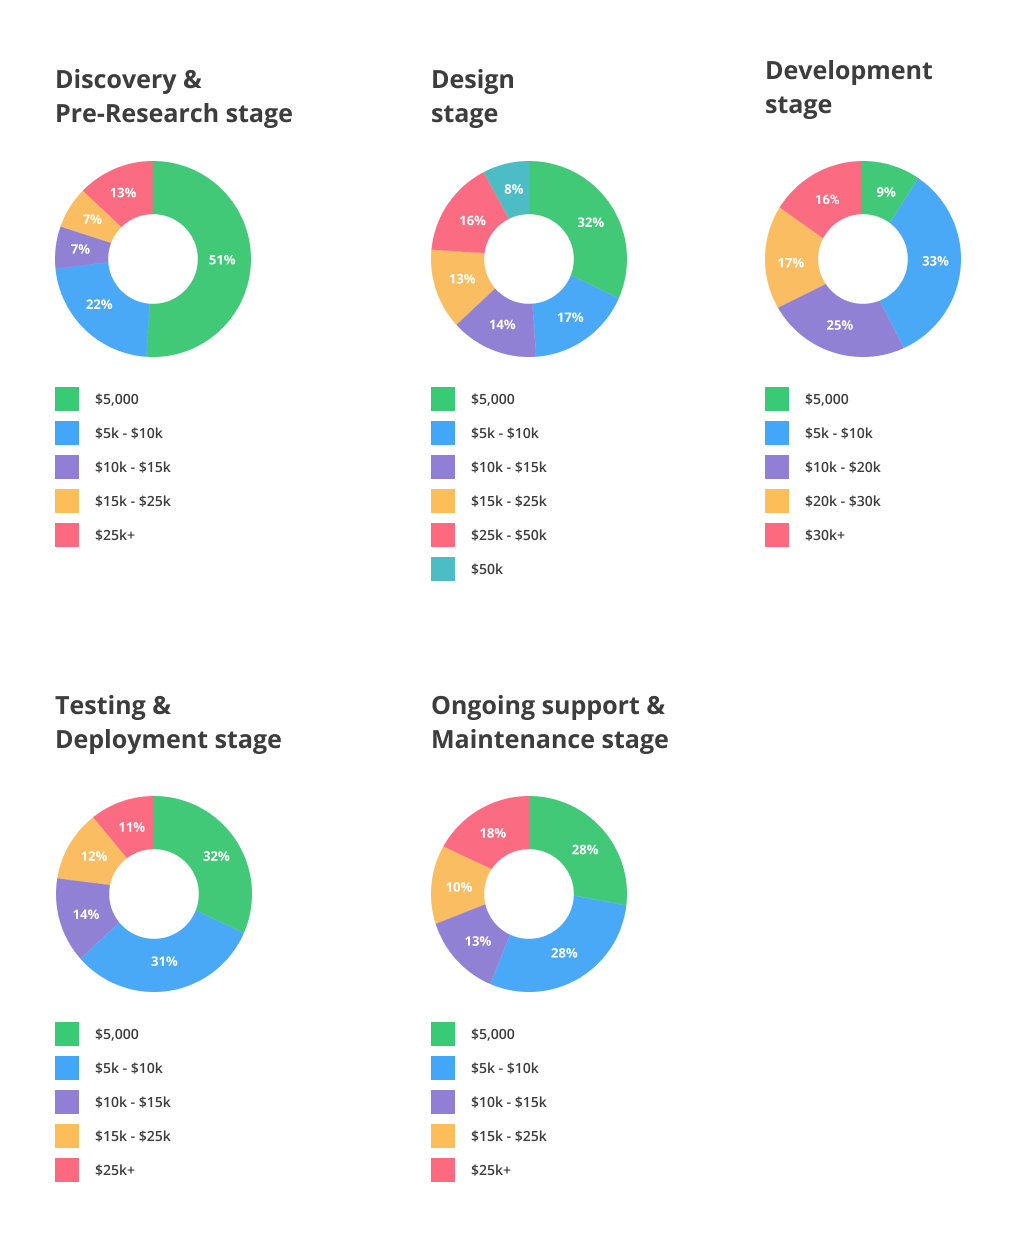 Discovery &
Pre-Research stage
13%
7%
7%
51%
22%
$5,000
$5k - $10k
$10k - $15k
$15k - $25k
$25k+
Design
stage
8%
32%
16%
13%
17%
14%
$5,000
$5k - $10k
$10k - $15k
$15k - $25k
$25k - $50k
$50k
Development
stage
9%
16%
33%
17%
25%
$5,000
$5k - $10k
$10k - $20k
$20k - $30k
$30k+
Testing &
Deployment stage
11%
32%
12%
14%
31%
$5,000
$5k - $10k
$10k - $15k
$15k - $25k
$25k+
Ongoing support &
Maintenance stage
18%
28%
10%
13%
28%
$5,000
$5k - $10k
$10k - $15k
$15k - $25k
$25k+